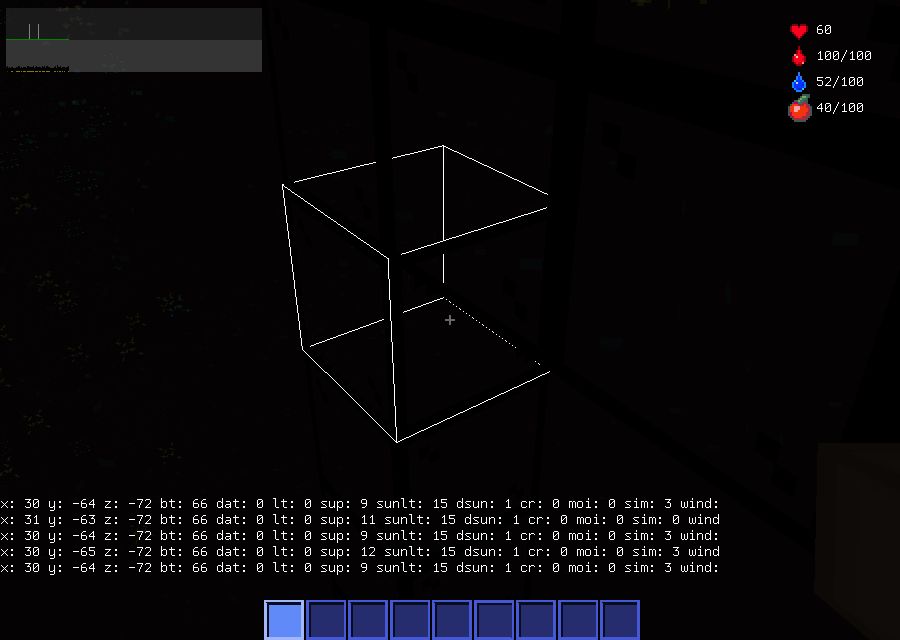 60
100/100
52/100
40/100
x: 30 y: -64 z: -72 bt: 66 dat: 0 lt: 0 sup: 9 sunlt: 15 dsun: 1 cr: 0 moi: 0 sim: 3 wind:
x: 31 y: -63 z: -72 bt: 66 dat: 0 lt: 0 sup: 11 sunlt: 15 dsun: 1 cr: 0 moi: 0 sim: 0 wind
x: 30 y: -64 z: -72 bt: 66 dat: 0 lt: 0 sup: 9 sunlt: 15 dsun: 1 cr: 0 moi: 0 sim: 3 wind:
x: 30 y: -65 z: -72 bt: 66 dat: 0 lt: 0 sup: 12 sunlt: 15 dsun: 1 cr: 0 moi: 0 sim: 3 wind
x: 30 y: -64 z: -72 bt: 66 dat: 0 lt: 0 sup: 9 sunlt: 15 dsun: 1 cr: 0 moi: 0 sim: 3 wind: